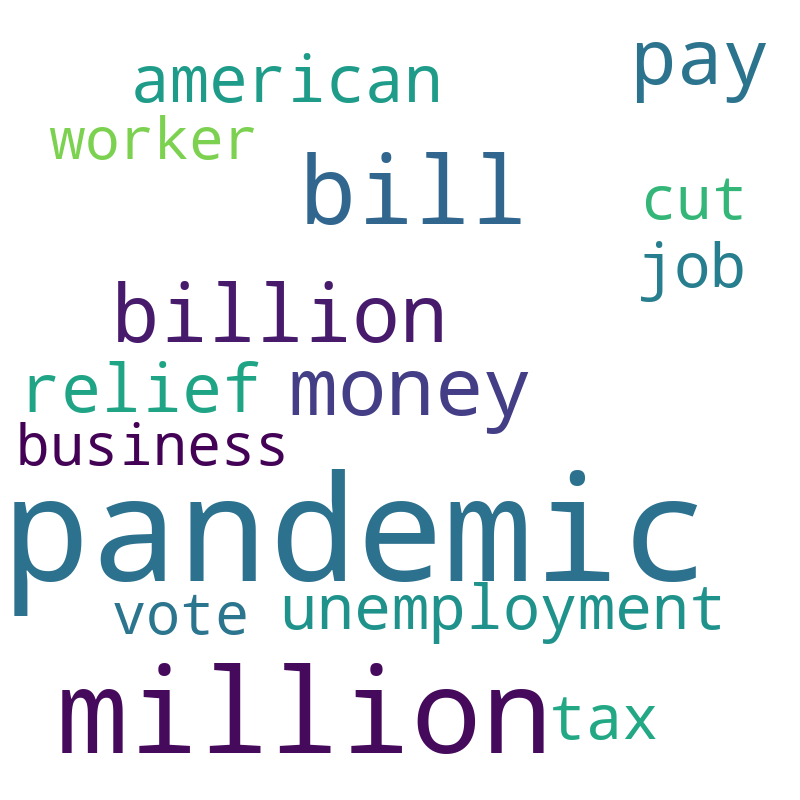 american
pay
worker
bill
cut
job
billion
relief
money
business
pandemic
vote
unemployment
million
tax